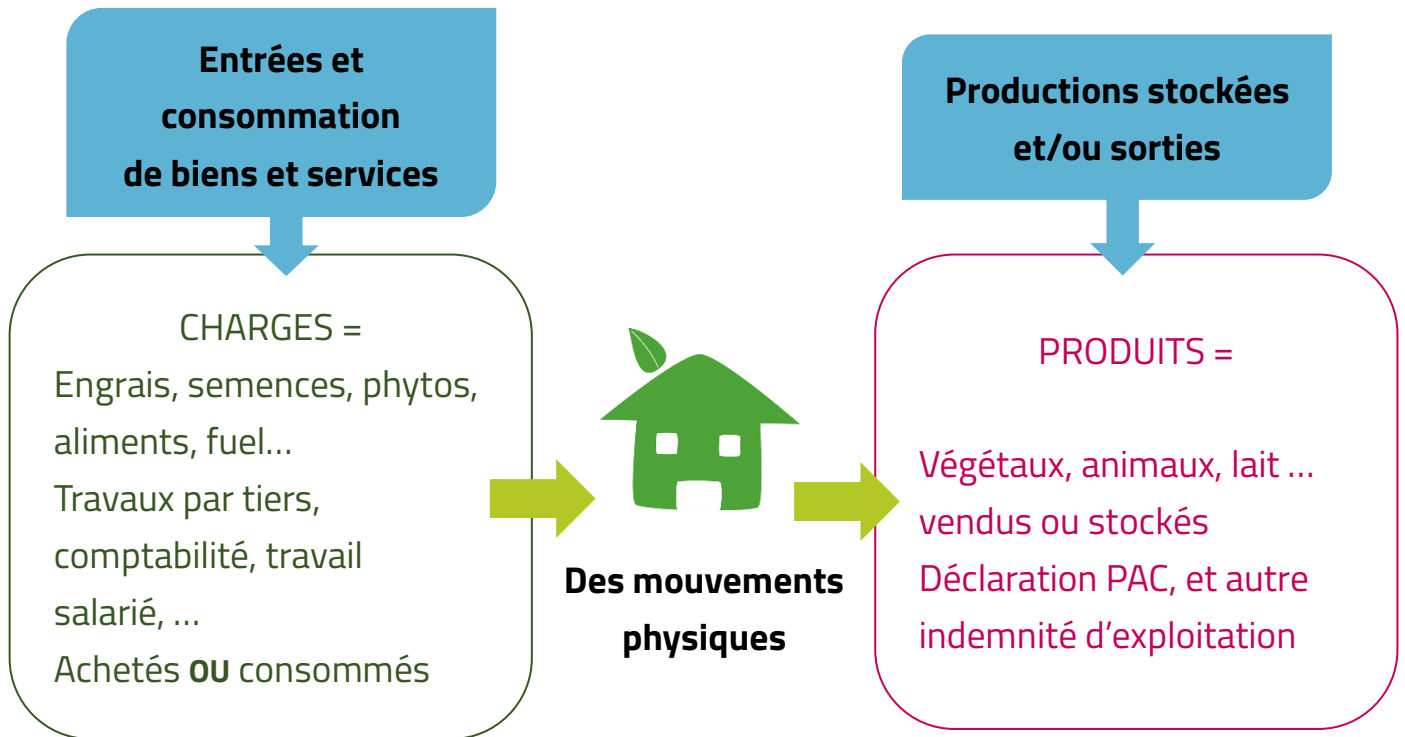 Entrées et
consommation
de biens et services
Productions stockées
et/ou sorties
CHARGES =
Engrais, semences, phytos,
aliments, fuel…
Travaux par tiers,
comptabilité, travail
salarié, …
Achetés OU consommés
Des mouvements
physiques
PRODUITS =
Végétaux, animaux, lait …
vendus ou stockés
Déclaration PAC, et autre
indemnité d’exploitation